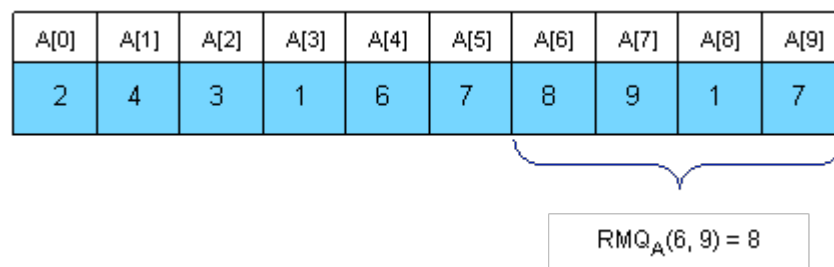 A[0] A[1] A[2] A[3] A[4] A[5] A[6] A[7] A[8] A[9]
2 4 3 1 6 7 8 9 1 7
RMQA(6, 9) = 8